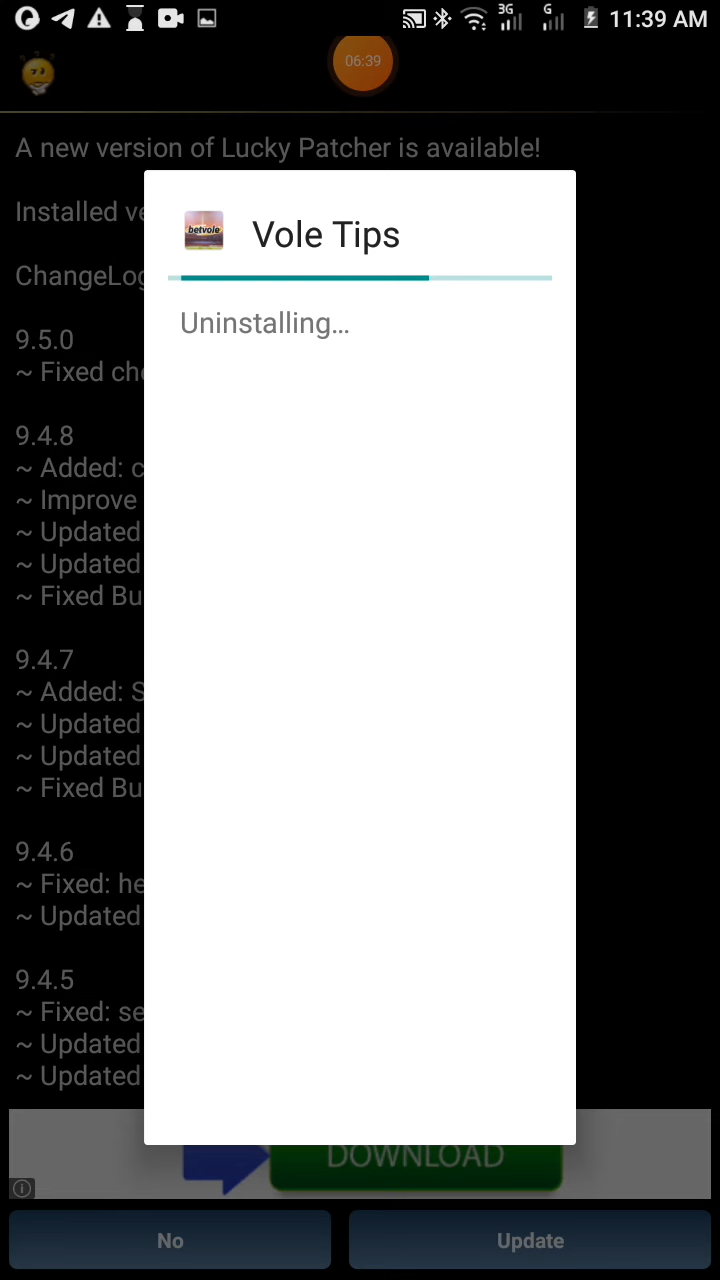 3G
G
11:39 AM
06:39
A new version of Lucky Patcher is available!
Installed ve
ChangeLog
9.5.0
~ Fixed che
9.4.8
~ Added: c
~ Improve
~ Updated
~ Updated
~ Fixed Bu
9.4.7
~ Added: S
~ Updated
~ Updated
~ Fixed Bu
9.4.6
~ Fixed: he
~ Updated
9.4.5
~ Fixed: se
~ Updated
~ Updated
betvole
Vole Tips
Uninstalling...
DOWNLOAD
No
Update